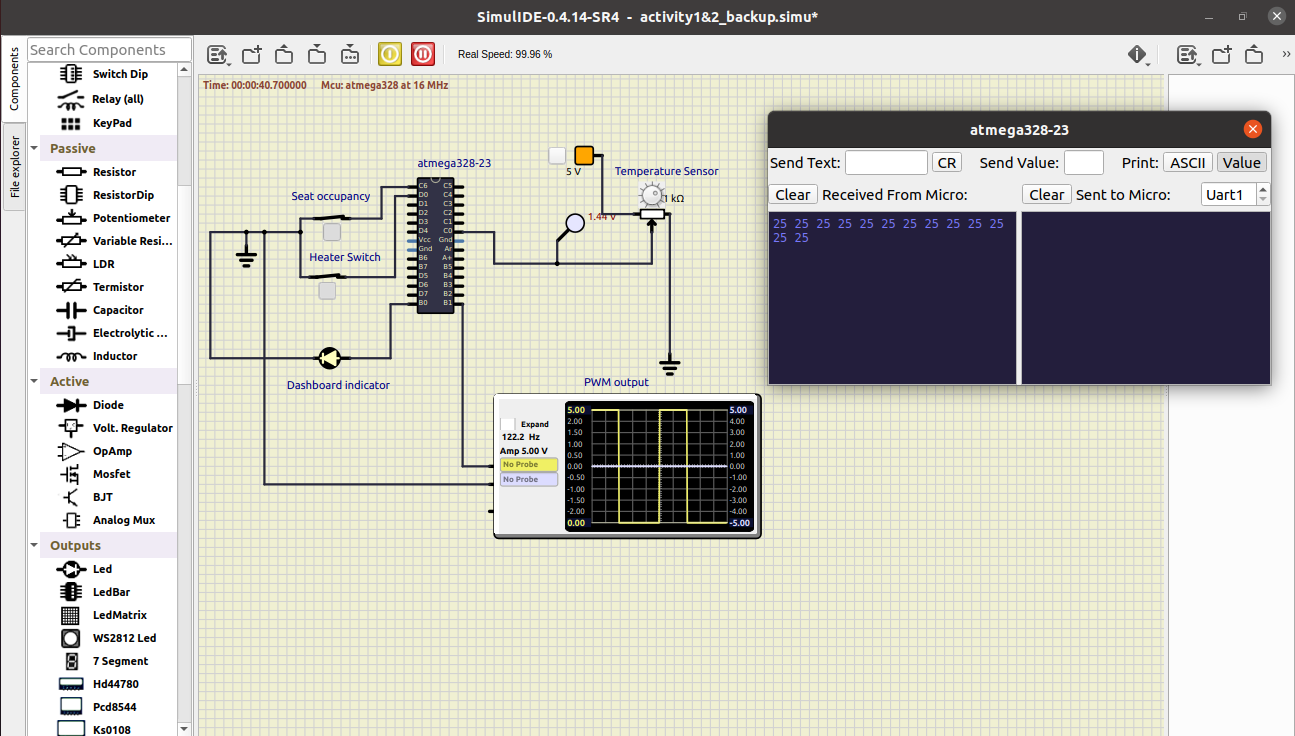 SimulIDE-0.4.14-SR4 - activity1&2_backup.simu*
Components
File explorer
Search Components
Switch Dip
Relay (all)
KeyPad
Passive
Resistor
ResistorDip
Potentiometer
Variable Resi...
LDR
Termistor
Capacitor
Electrolytic ...
Inductor
Active
Diode
Volt. Regulator
OpAmp
Mosfet
BJT
Analog Mux
Outputs
Led
LedBar
LedMatrix
WS2812 Led
7 Segment
Hd44780
Pcd8544
Ks0108
Real Speed: 99.96 %
»
Time: 00:00:40.700000 Mcu: atmega328 at 16 MHz
atmega328-23
5 V
Temperature Sensor
1 kΩ
1.44 V
Seat occupancy
Heater Switch
Dashboard indicator
C6 C5
D0 C4
D1 C3
D2 C2
D3 C1
D4 C0
Vcc Gnd
Gnd Ar
B6 A+
B7 B5
D5 B4
D6 B3
D7 B2
B0 B1
PWM output
Expand
122.2 Hz
Amp 5.00 V
No Probe
No Probe
5.00 5.00
2.00 4.00
1.50 3.00
1.00 2.00
0.50 1.00
0.00 0.00
-0.50 -1.00
-1.00 -2.00
-1.50 -3.00
-2.00 -4.00
0.00 -5.00
atmega328-23
Send Text: CR Send Value: Print: ASCII Value
Clear Received From Micro: Clear Sent to Micro: Uart1
25 25 25 25 25 25 25 25 25 25 25
25 25